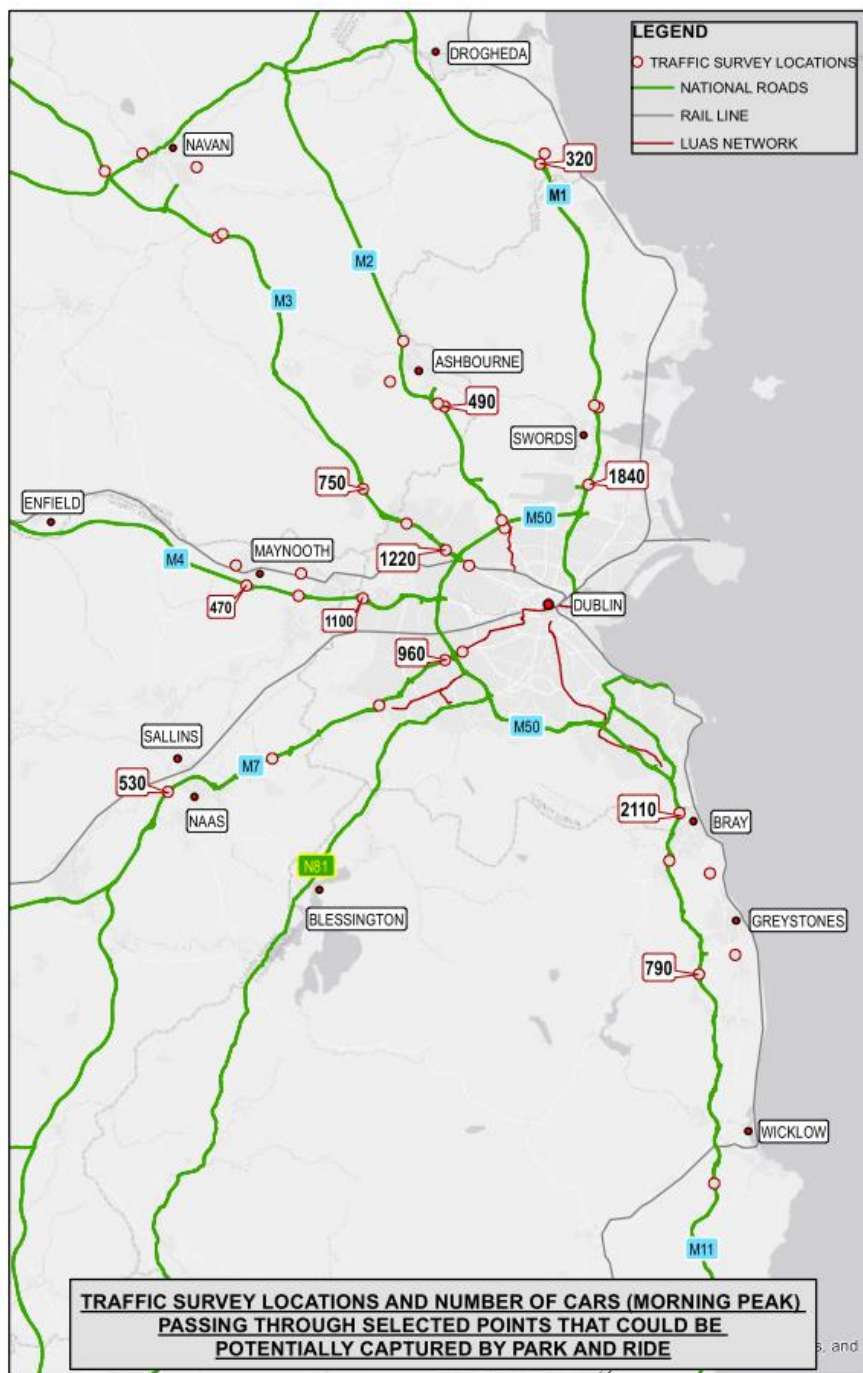 LEGEND
TRAFFIC SURVEY LOCATIONS
NATIONAL ROADS
RAIL LINE
LUAS NETWORK
DROGHEDA
NAVAN
320
M1
M2
M3
ASHBOURNE
490
SWORDS
750
1840
ENFIELD
M50
M4
MAYNOOTH
1220
470
1100
DUBLIN
960
M50
SALLINS
M7
530
NAAS
2110
BRAY
N81
BLESSINGTON
GREYSTONES
790
WICKLOW
M11
TRAFFIC SURVEY LOCATIONS AND NUMBER OF CARS (MORNING PEAK)
PASSING THROUGH SELECTED POINTS THAT COULD BE
POTENTIALLY CAPTURED BY PARK AND RIDE
s, and